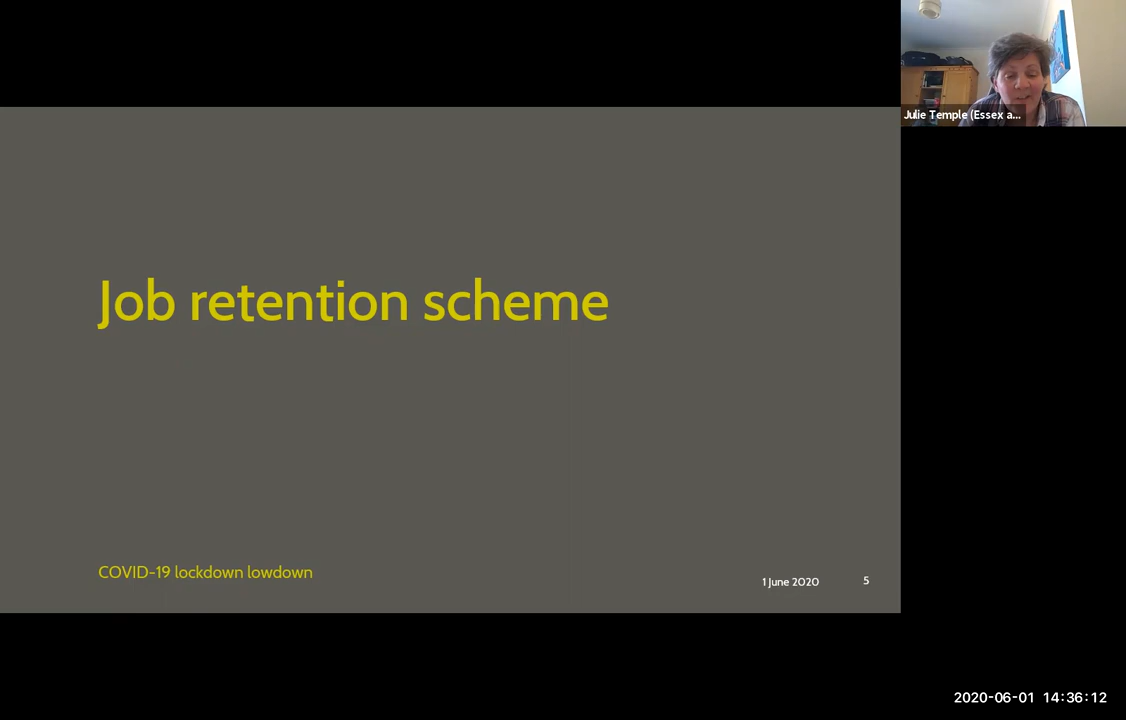 Julie Temple (Essex a...
Job retention scheme
COVID-19 lockdown lowdown
1 June 2020
5
2020-06-01 14:36:12